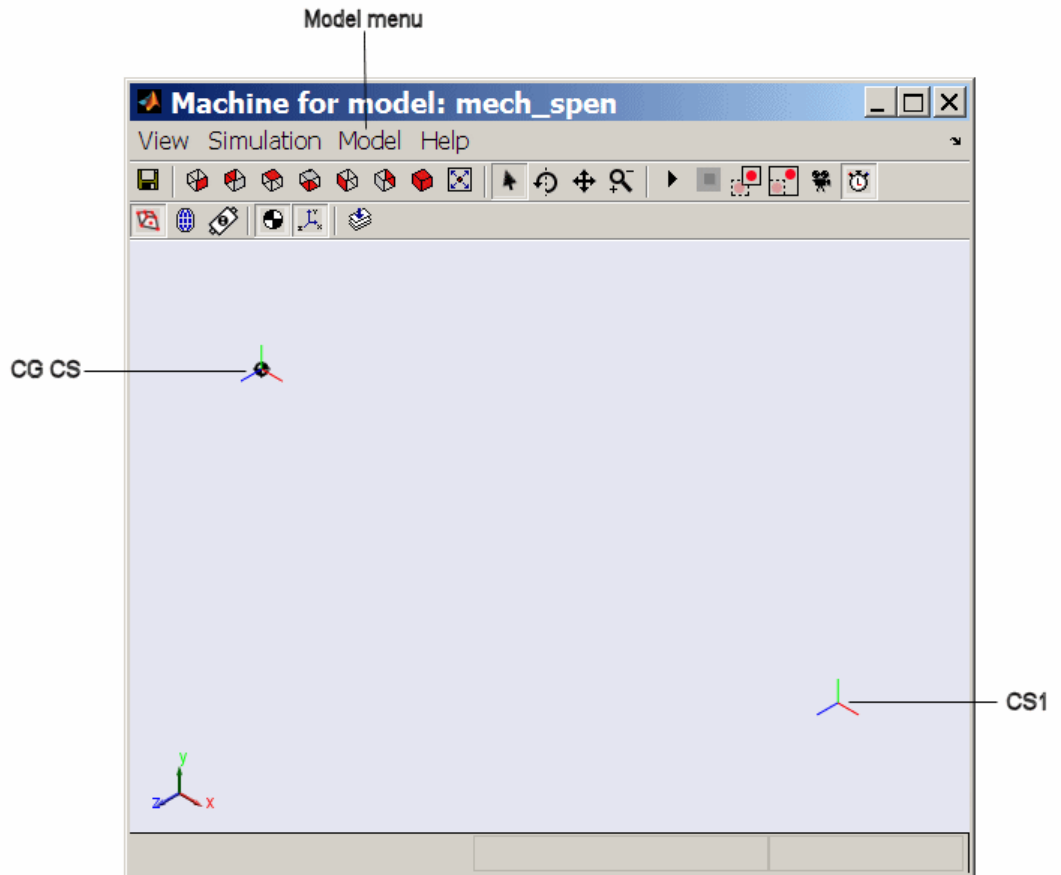 Model menu
Machine for model: mech_spen
View Simulation Model Help
CG CS
CS1
y
z x